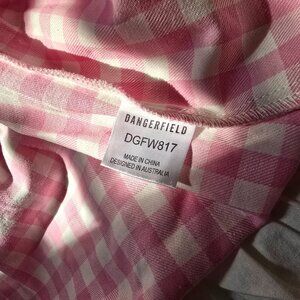 DANGERFIELD
DGFW817
MADE IN CHINA
DESIGNED IN AUSTRALIA